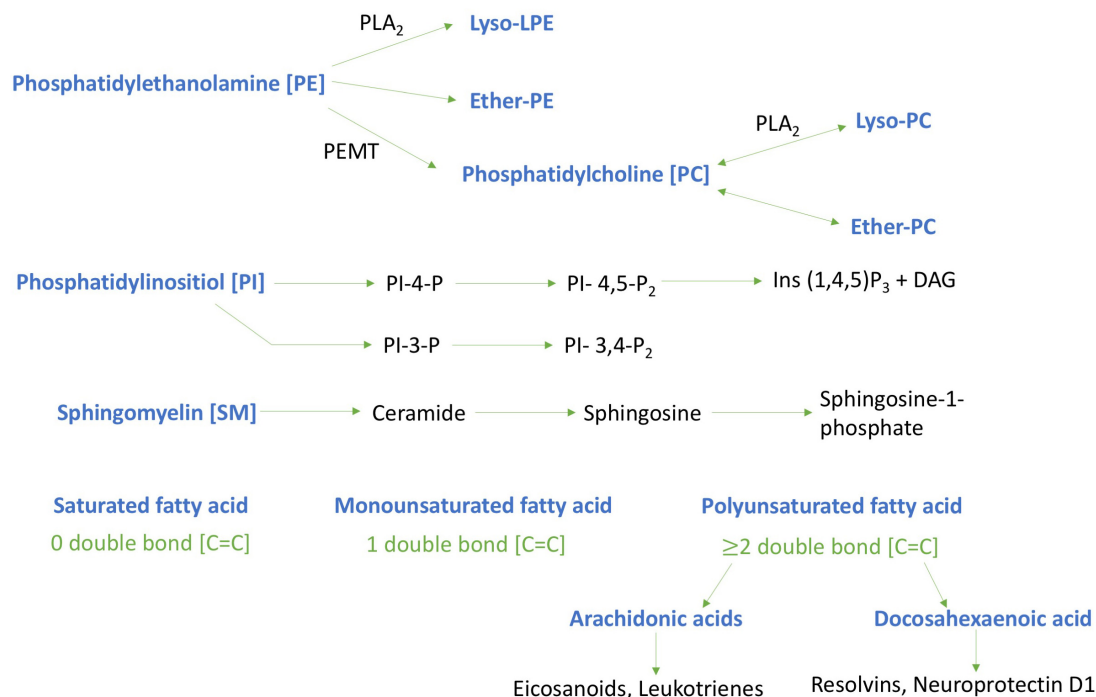 PLA2
Lyso-LPE
Phosphatidylethanolamine [PE]
Ether-PE
PEMT
PLA2
Lyso-PC
Phosphatidylcholine [PC]
Ether-PC
Phosphatidylinositiol [PI]
PI-4-P
PI- 4,5-P2
Ins (1,4,5)P3 + DAG
PI-3-P
PI- 3,4-P2
Sphingomyelin [SM]
Ceramide
Sphingosine
Sphingosine-1-
phosphate
Saturated fatty acid
Monounsaturated fatty acid
Polyunsaturated fatty acid
0 double bond [C=C]
1 double bond [C=C]
≥2 double bond [C=C]
Arachidonic acids
Docosahexaenoic acid
Eicosanoids, Leukotrienes
Resolvins, Neuroprotectin D1